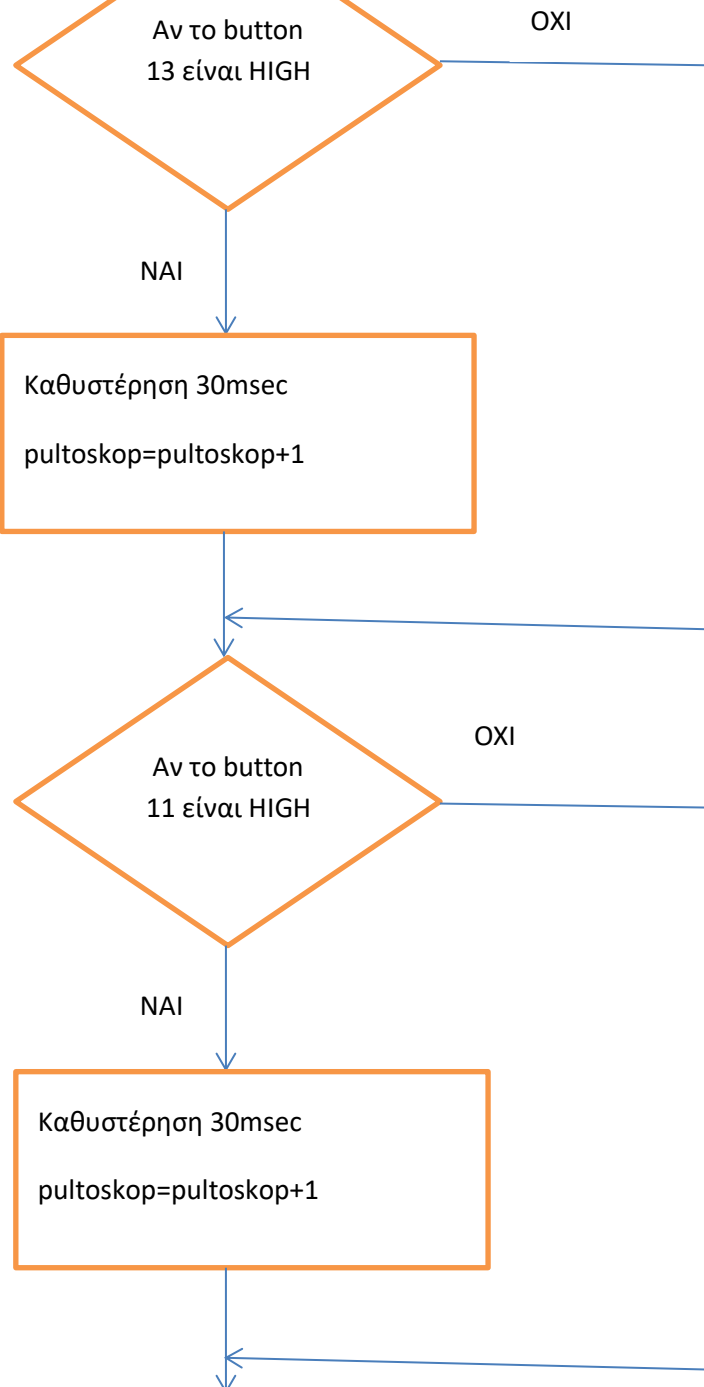 Αν το button
13 είναι HIGH
ΟΧΙ
ΝΑΙ
Καθυστέρηση 30msec
pultoskop=pultoskop+1
Αν το button
11 είναι HIGH
ΟΧΙ
ΝΑΙ
Καθυστέρηση 30msec
pultoskop=pultoskop+1